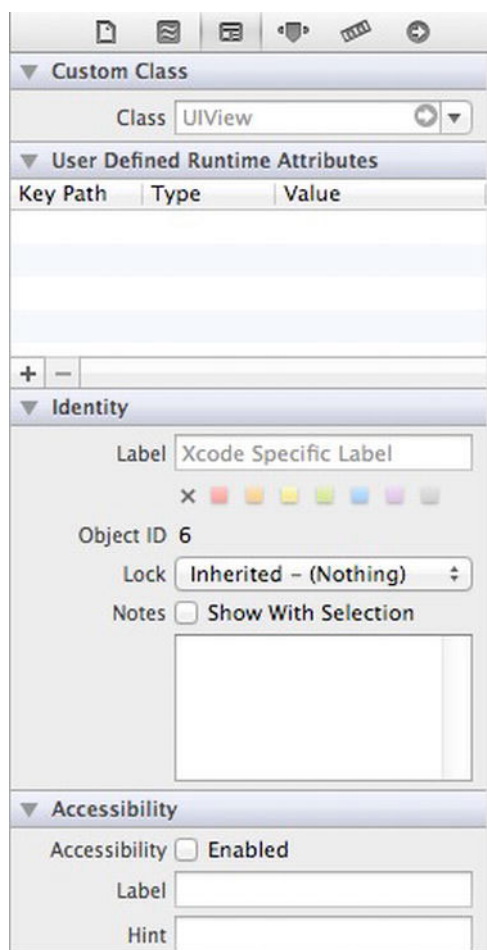 Custom Class
Class UIView
User Defined Runtime Attributes
Key Path Type Value
+ −
Identity
Label Xcode Specific Label
×
Object ID 6
Lock Inherited – (Nothing)
Notes Show With Selection
Accessibility
Accessibility Enabled
Label
Hint